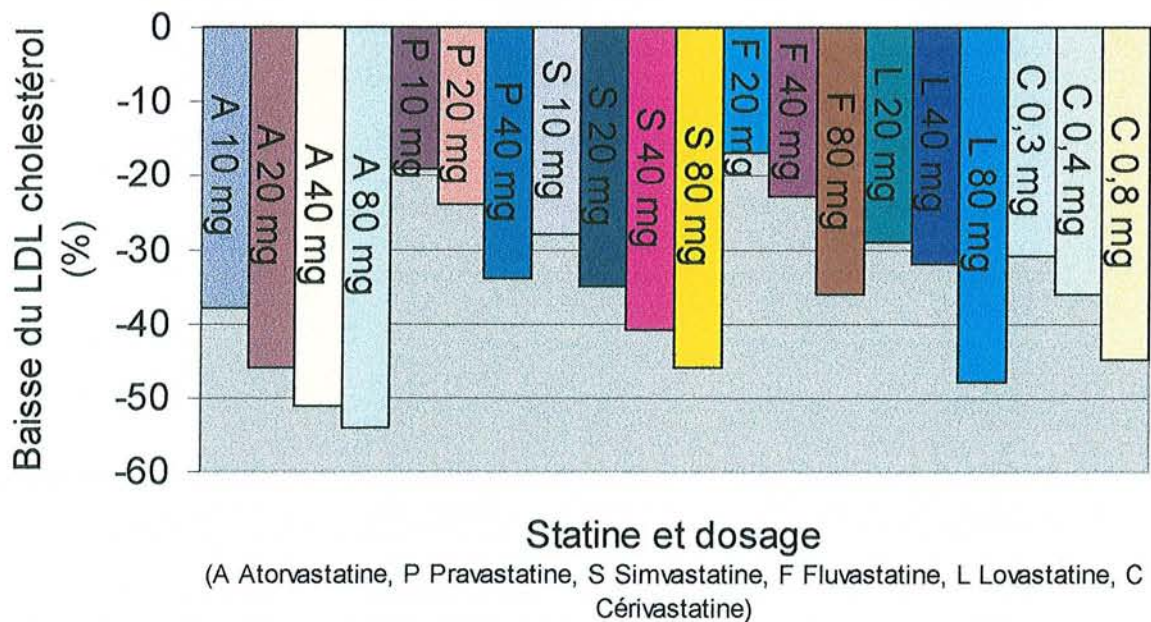 Baisse du LDL cholestérol
(%)
0
-10
-20
-30
-40
-50
-60
A 10 mg
A 20 mg
A 40 mg
A 80 mg
P 10 mg
P 20 mg
P 40 mg
S 10 mg
S 20 mg
S 40 mg
S 80 mg
F 20 mg
F 40 mg
F 80 mg
L 20 mg
L 40 mg
L 80 mg
C 0,3 mg
C 0,4 mg
C 0,8 mg
Statine et dosage
(A Atorvastatine, P Pravastatine, S Simvastatine, F Fluvastatine, L Lovastatine, C
Cérivastatine)